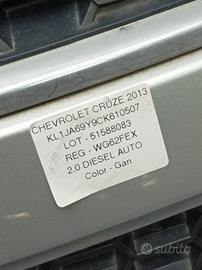 CHEVROLET CRUZE 2013
KL1JA69Y9CK610507
LOT - 51588083
REG - WG62FEX
2.0 DIESEL AUTO
Color - Gan
subito